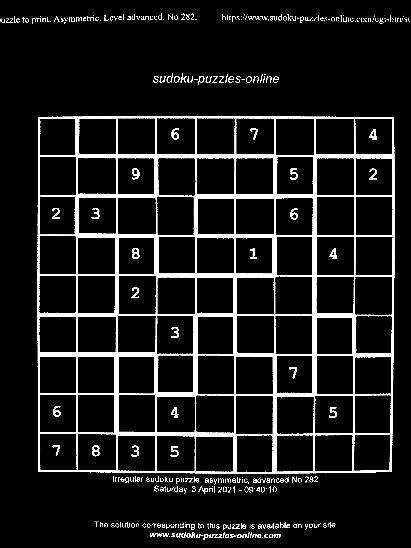 uzzle to print. Asymmetric. Level advanced. No 282. https://www.sudoku-puzzles-online.com/cgi-bin/su
sudoku-puzzles-online
6 7 4
9 5 2
2 3 6
8 1 4
2
3
7
6 4 5
7 8 3 5
Irregular sudoku puzzle, asymmetric, advanced No 282
Saturday 3 April 2021 - 09:40:10
The solution corresponding to this puzzle is available on your site
www.sudoku-puzzles-online.com